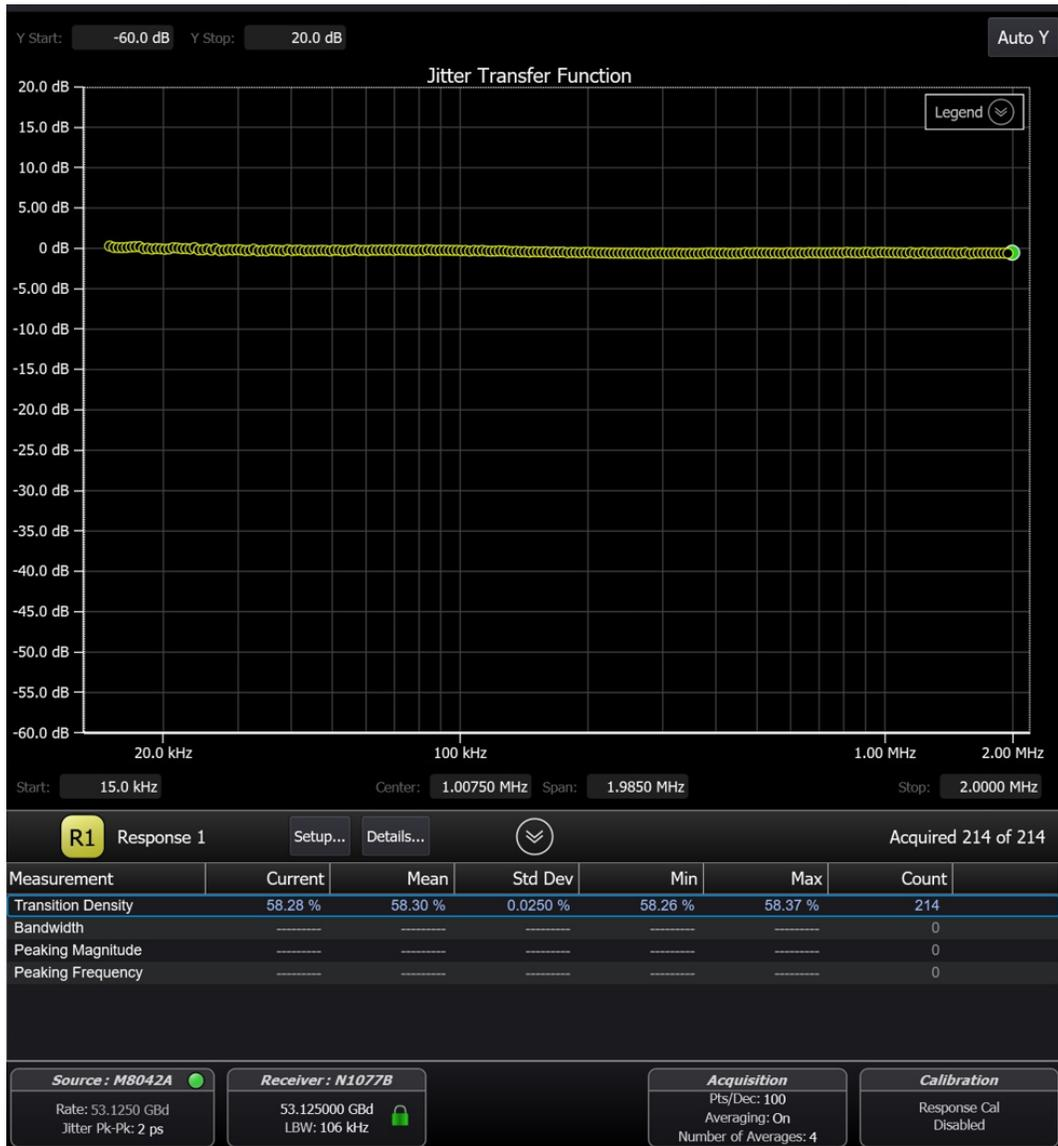 Y Start: -60.0 dB Y Stop: 20.0 dB Auto Y
Jitter Transfer Function
Legend
20.0 dB
15.0 dB
10.0 dB
5.00 dB
0 dB
-5.00 dB
-10.0 dB
-15.0 dB
-20.0 dB
-25.0 dB
-30.0 dB
-35.0 dB
-40.0 dB
-45.0 dB
-50.0 dB
-55.0 dB
-60.0 dB
20.0 kHz 100 kHz 1.00 MHz 2.00 MHz
Start: 15.0 kHz Center: 1.00750 MHz Span: 1.9850 MHz Stop: 2.0000 MHz
R1 Response 1 Setup... Details... Acquired 214 of 214
Measurement Current Mean Std Dev Min Max Count
Transition Density 58.28 % 58.30 % 0.0250 % 58.26 % 58.37 % 214
Bandwidth --------- --------- --------- --------- --------- 0
Peaking Magnitude --------- --------- --------- --------- --------- 0
Peaking Frequency --------- --------- --------- --------- --------- 0
Source : M8042A
Rate: 53.1250 GBd
Jitter Pk-Pk: 2 ps
Receiver : N1077B
53.125000 GBd
LBW: 106 kHz
Acquisition
Pts/Dec: 100
Averaging: On
Number of Averages: 4
Calibration
Response Cal
Disabled